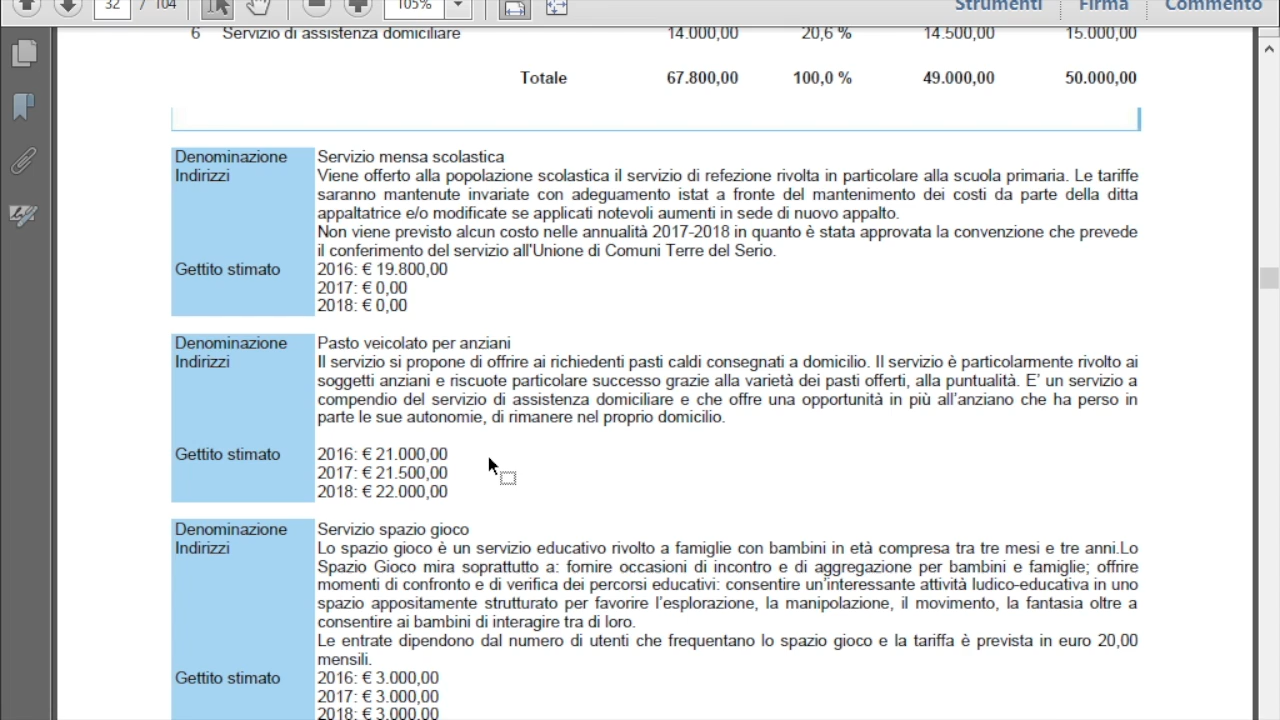 32 / 104 105% Strumenti Firma Commento
6 Servizio di assistenza domiciliare 14.000,00 20,6 % 14.500,00 15.000,00
Totale 67.800,00 100,0 % 49.000,00 50.000,00
Denominazione Servizio mensa scolastica
Indirizzi Viene offerto alla popolazione scolastica il servizio di refezione rivolta in particolare alla scuola primaria. Le tariffe
saranno mantenute invariate con adeguamento istat a fronte del mantenimento dei costi da parte della ditta
appaltatrice e/o modificate se applicati notevoli aumenti in sede di nuovo appalto.
Non viene previsto alcun costo nelle annualità 2017-2018 in quanto è stata approvata la convenzione che prevede
il conferimento del servizio all'Unione di Comuni Terre del Serio.
Gettito stimato 2016: € 19.800,00
2017: € 0,00
2018: € 0,00
Denominazione Pasto veicolato per anziani
Indirizzi Il servizio si propone di offrire ai richiedenti pasti caldi consegnati a domicilio. Il servizio è particolarmente rivolto ai
soggetti anziani e riscuote particolare successo grazie alla varietà dei pasti offerti, alla puntualità. E' un servizio a
compendio del servizio di assistenza domiciliare e che offre una opportunità in più all'anziano che ha perso in
parte le sue autonomie, di rimanere nel proprio domicilio.
Gettito stimato 2016: € 21.000,00
2017: € 21.500,00
2018: € 22.000,00
Denominazione Servizio spazio gioco
Indirizzi Lo spazio gioco è un servizio educativo rivolto a famiglie con bambini in età compresa tra tre mesi e tre anni.Lo
Spazio Gioco mira soprattutto a: fornire occasioni di incontro e di aggregazione per bambini e famiglie; offrire
momenti di confronto e di verifica dei percorsi educativi: consentire un'interessante attività ludico-educativa in uno
spazio appositamente strutturato per favorire l'esplorazione, la manipolazione, il movimento, la fantasia oltre a
consentire ai bambini di interagire tra di loro.
Le entrate dipendono dal numero di utenti che frequentano lo spazio gioco e la tariffa è prevista in euro 20,00
mensili.
Gettito stimato 2016: € 3.000,00
2017: € 3.000,00
2018: € 3.000,00